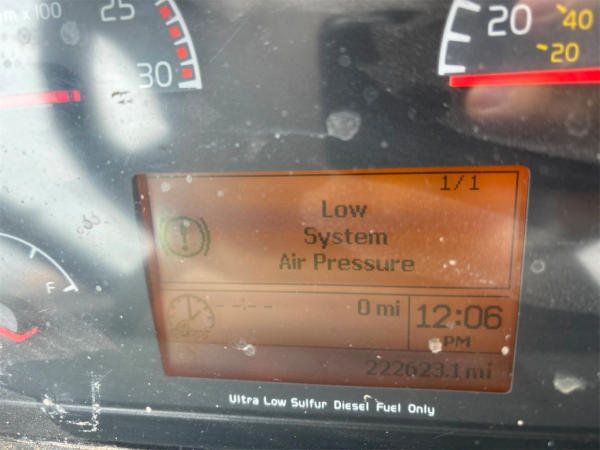 m x 100
25
30
20
40
20
1/1
Low
System
Air Pressure
F
--:--
0 mi
12:06
PM
222623.1 mi
Ultra Low Sulfur Diesel Fuel Only